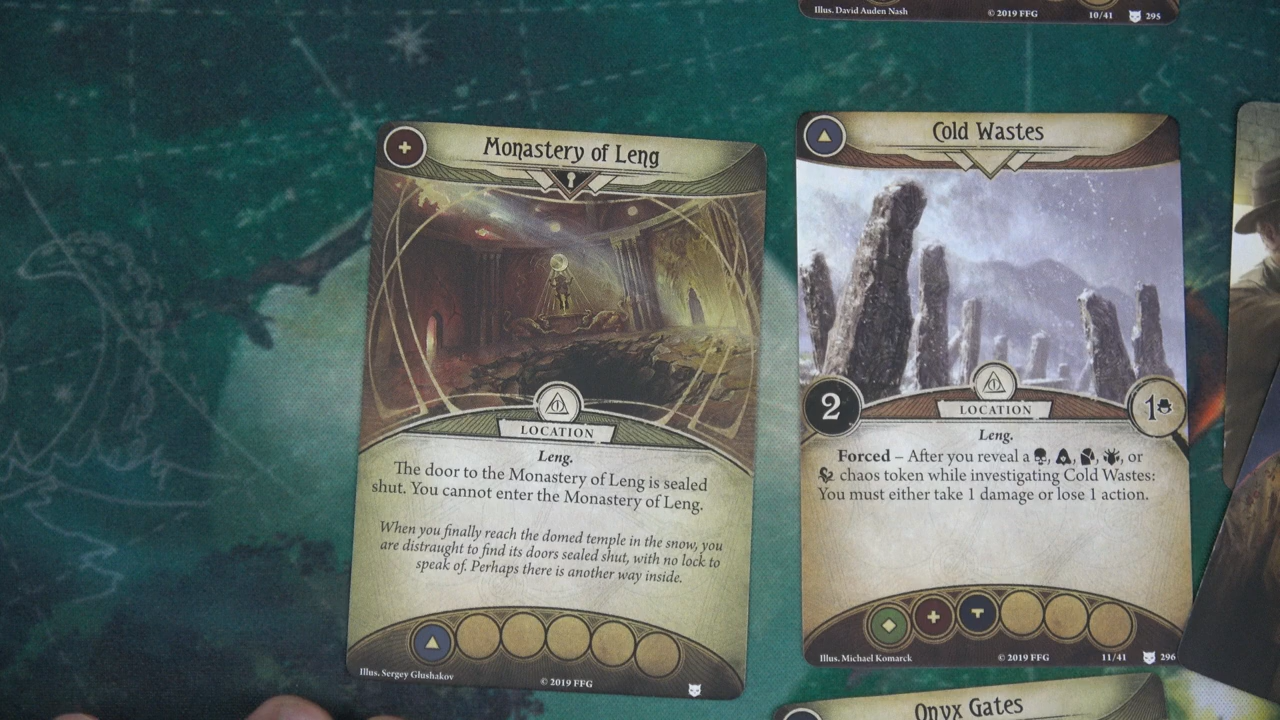 Illus. David Auden Nash
© 2019 FFG
10/41
295
Monastery of Leng
LOCATION
Leng.
The door to the Monastery of Leng is sealed
shut. You cannot enter the Monastery of Leng.
When you finally reach the domed temple in the snow, you
are distraught to find its doors sealed shut, with no lock to
speak of. Perhaps there is another way inside.
Illus. Sergey Glushakov
© 2019 FFG
Cold Wastes
2
1
LOCATION
Leng.
Forced – After you reveal a , , , , or
chaos token while investigating Cold Wastes:
You must either take 1 damage or lose 1 action.
Illus. Michael Komarck
© 2019 FFG
11/41
296
Onyx Gates